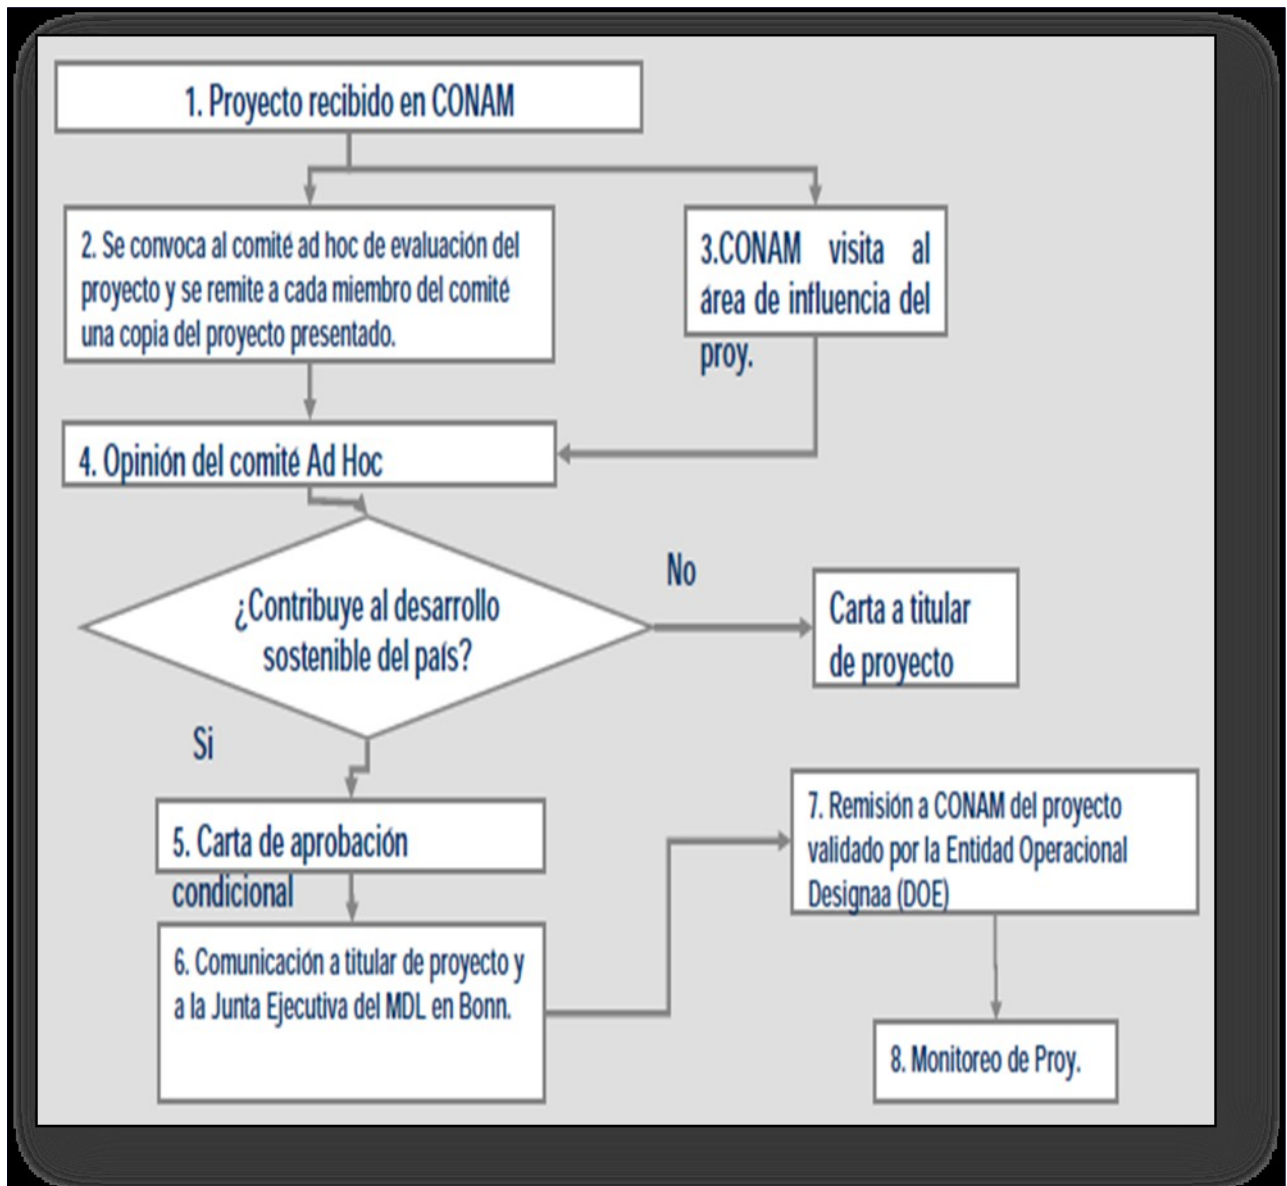 1. Proyecto recibido en CONAM
2. Se convoca al comité ad hoc de evaluación del
proyecto y se remite a cada miembro del comité
una copia del proyecto presentado.
3.CONAM visita al
área de influencia del
proy.
4. Opinión del comité Ad Hoc
¿Contribuye al desarrollo
sostenible del país?
No
Carta a titular
de proyecto
Si
5. Carta de aprobación
condicional
6. Comunicación a titular de proyecto y
a la Junta Ejecutiva del MDL en Bonn.
7. Remisión a CONAM del proyecto
validado por la Entidad Operacional
Designaa (DOE)
8. Monitoreo de Proy.